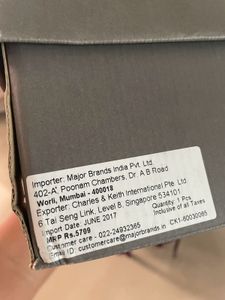 Importer: Major Brands India Pvt. Ltd.
402-A, Poonam Chambers, Dr. A B Road
Worli, Mumbai - 400018
Exporter: Charles & Keith International Pte. Ltd.
6 Tai Seng Link, Level 8, Singapore 534101
Import Date: JUNE 2017 Quantity: 1 Pcs.
MRP Rs.5709 Inclusive of all Taxes
Customer care - 022-24932365
Email ID: customercare@majorbrands.in CK1-60030085